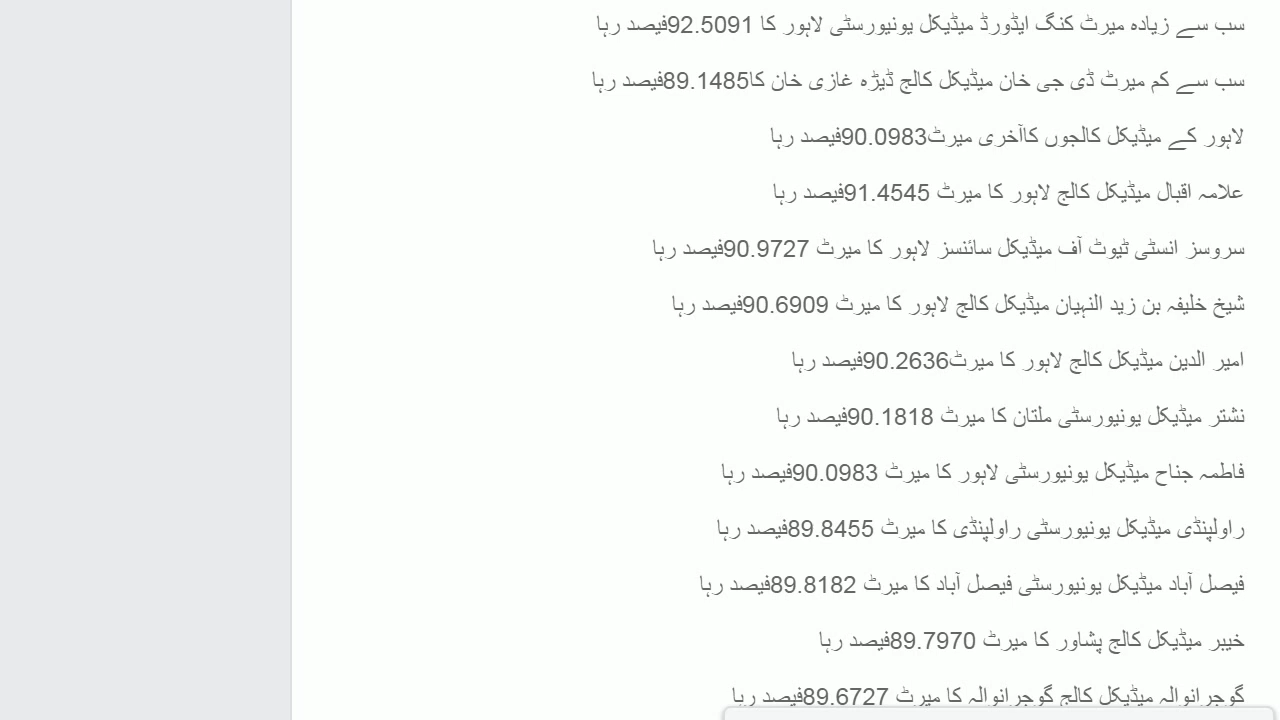 سب سے زیادہ میرٹ کنگ ایڈورڈ میڈیکل یونیورسٹی لاہور کا 92.5091فیصد رہا
سب سے کم میرٹ ڈی جی خان میڈیکل کالج ڈیڑہ غازی خان کا89.1485فیصد رہا
لاہور کے میڈیکل کالجوں کاآخری میرٹ90.0983فیصد رہا
علامہ اقبال میڈیکل کالج لاہور کا میرٹ 91.4545فیصد رہا
سروسز انسٹی ٹیوٹ آف میڈیکل سائنسز لاہور کا میرٹ 90.9727فیصد رہا
شیخ خلیفہ بن زید النہیان میڈیکل کالج لاہور کا میرٹ 90.6909فیصد رہا
امیر الدین میڈیکل کالج لاہور کا میرٹ90.2636فیصد رہا
نشتر میڈیکل یونیورسٹی ملتان کا میرٹ 90.1818فیصد رہا
فاطمہ جناح میڈیکل یونیورسٹی لاہور کا میرٹ 90.0983فیصد رہا
راولپنڈی میڈیکل یونیورسٹی راولپنڈی کا میرٹ 89.8455فیصد رہا
فیصل آباد میڈیکل یونیورسٹی فیصل آباد کا میرٹ 89.8182فیصد رہا
خیبر میڈیکل کالج پشاور کا میرٹ 89.7970فیصد رہا
گوجرانوالہ میڈیکل کالج گوجرانوالہ کا میرٹ 89.6727فیصد رہا